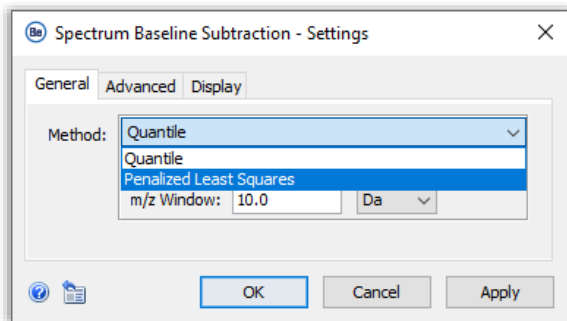 Be Spectrum Baseline Subtraction - Settings
General Advanced Display
Method: Quantile
Quantile
Penalized Least Squares
m/z Window: 10.0 Da
OK Cancel Apply